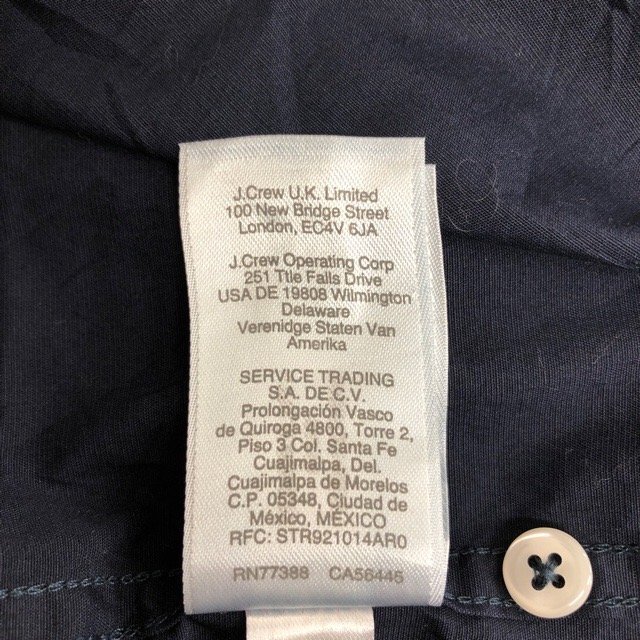 J.Crew U.K. Limited
100 New Bridge Street
London, EC4V 6JA
J.Crew Operating Corp
251 Ttle Falls Drive
USA DE 19808 Wilmington
Delaware
Verenidge Staten Van
Amerika
SERVICE TRADING
S.A. DE C.V.
Prolongación Vasco
de Quiroga 4800, Torre 2,
Piso 3 Col. Santa Fe
Cuajimalpa, Del.
Cuajimalpa de Morelos
C.P. 05348, Ciudad de
México, MÉXICO
RFC: STR921014AR0
RN77388 CA56446